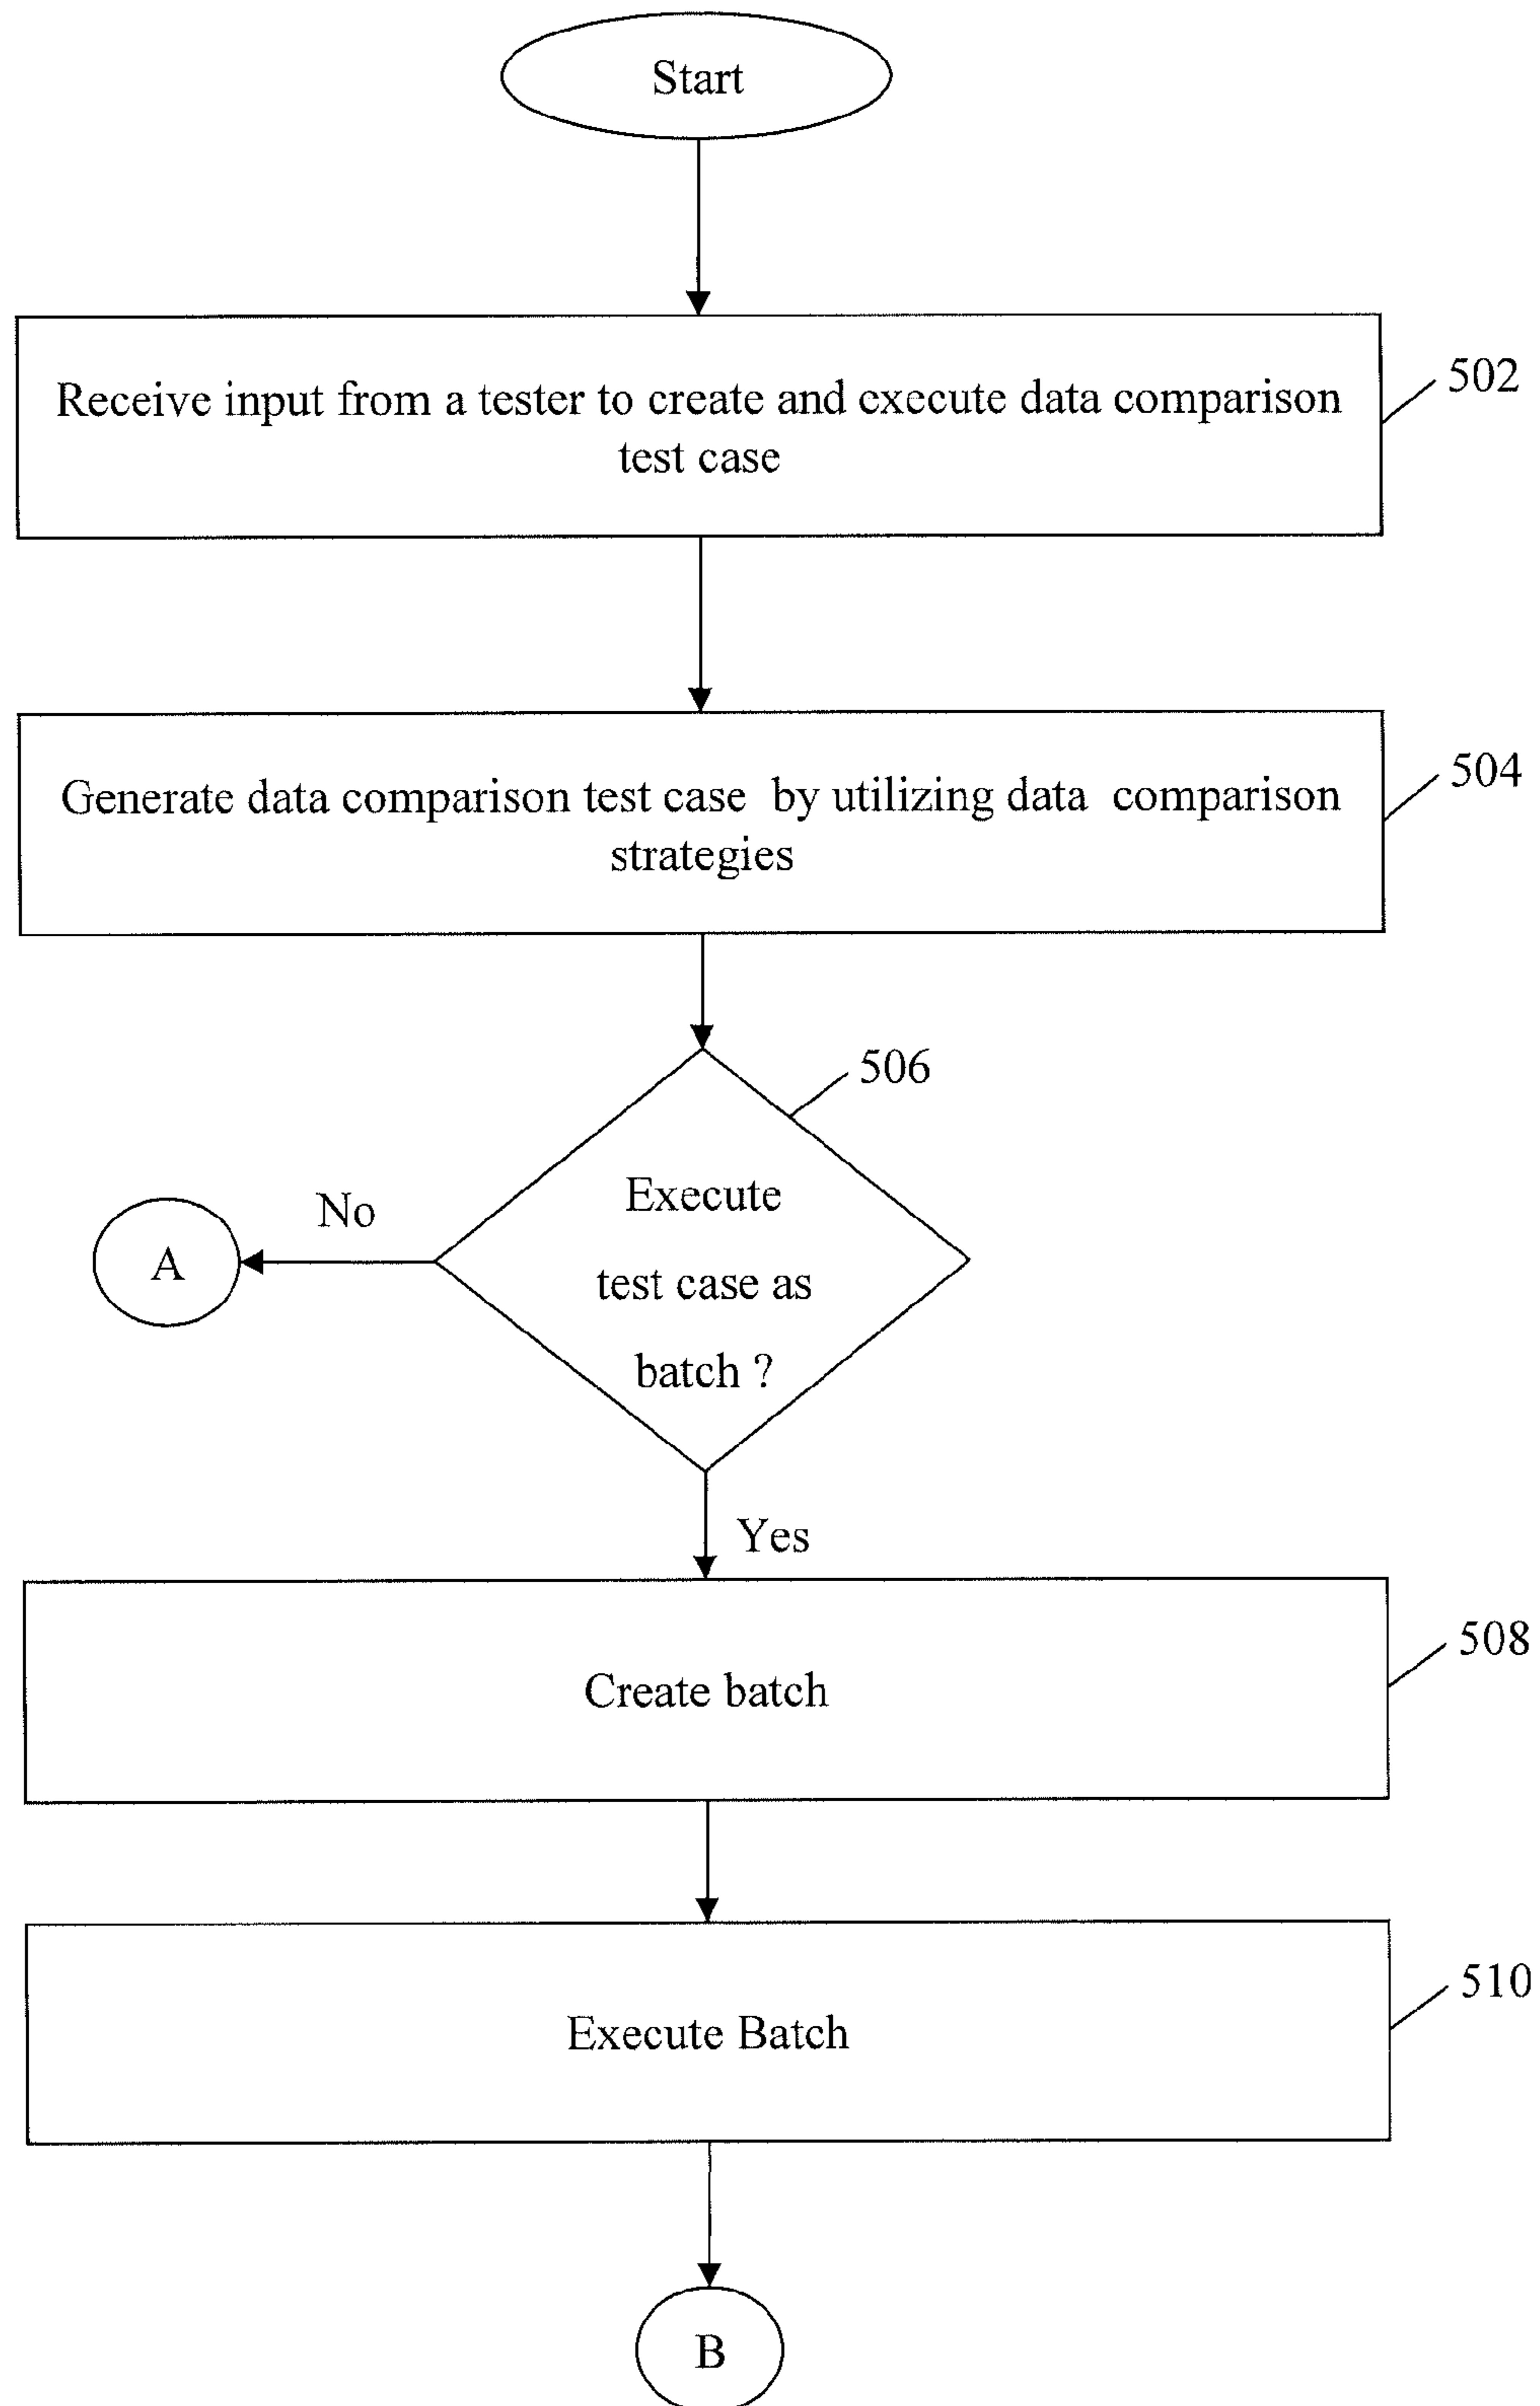 Start
Receive input from a tester to create and execute data comparison
test case
502
Generate data comparison test case by utilizing data comparison
strategies
504
506
Execute
test case as
batch ?
No
A
Yes
Create batch
508
Execute Batch
510
B